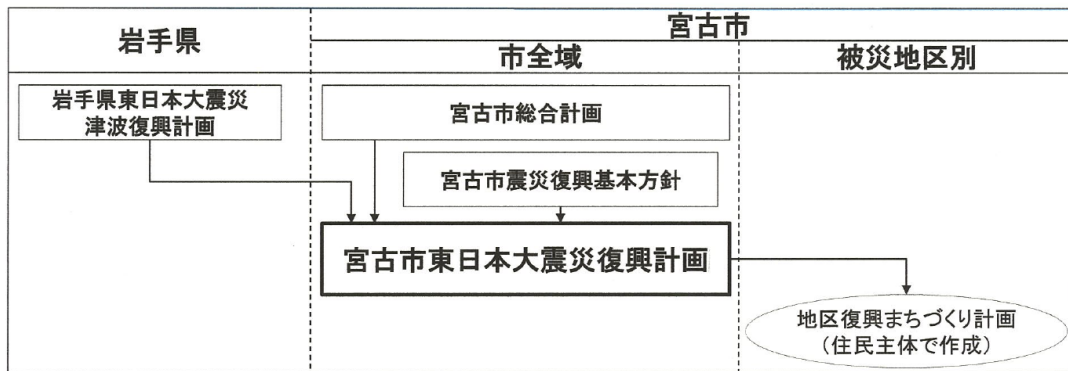 岩手県
宮古市
市全域
被災地区別
岩手県東日本大震災
津波復興計画
宮古市総合計画
宮古市震災復興基本方針
宮古市東日本大震災復興計画
地区復興まちづくり計画
(住民主体で作成)